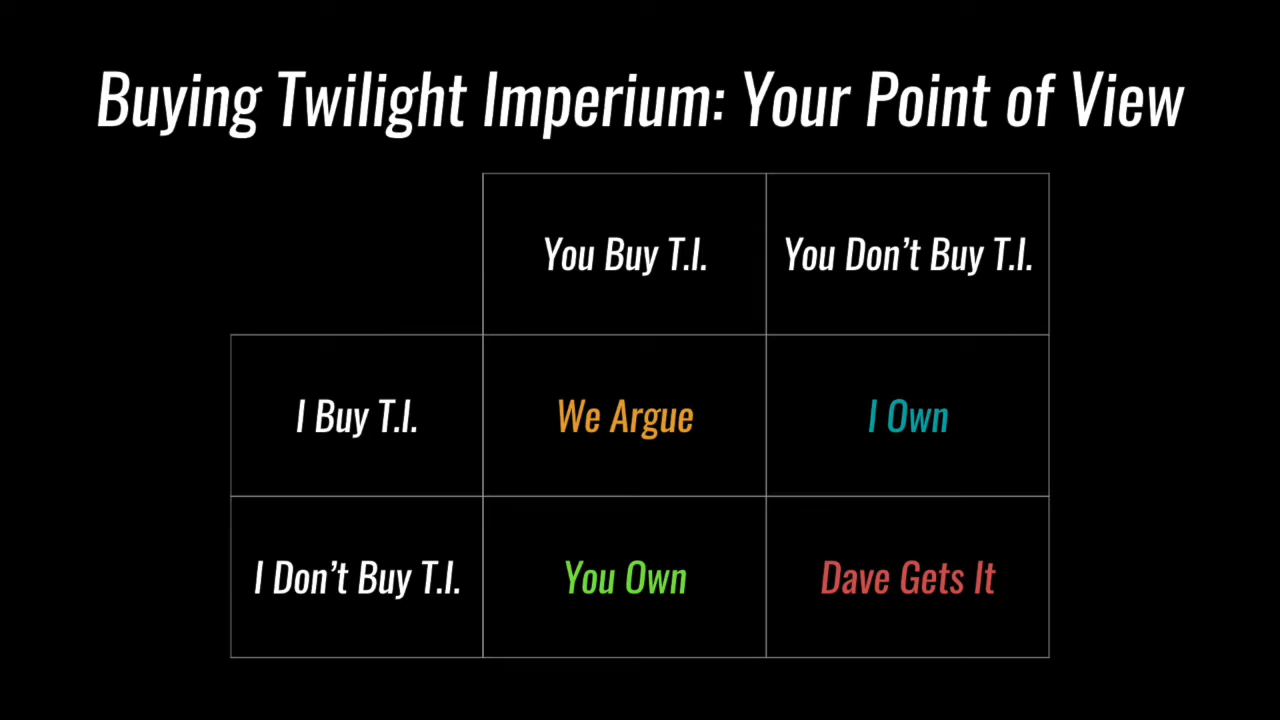 Buying Twilight Imperium: Your Point of View
You Buy T.I.
You Don't Buy T.I.
I Buy T.I.
We Argue
I Own
I Don't Buy T.I.
You Own
Dave Gets It